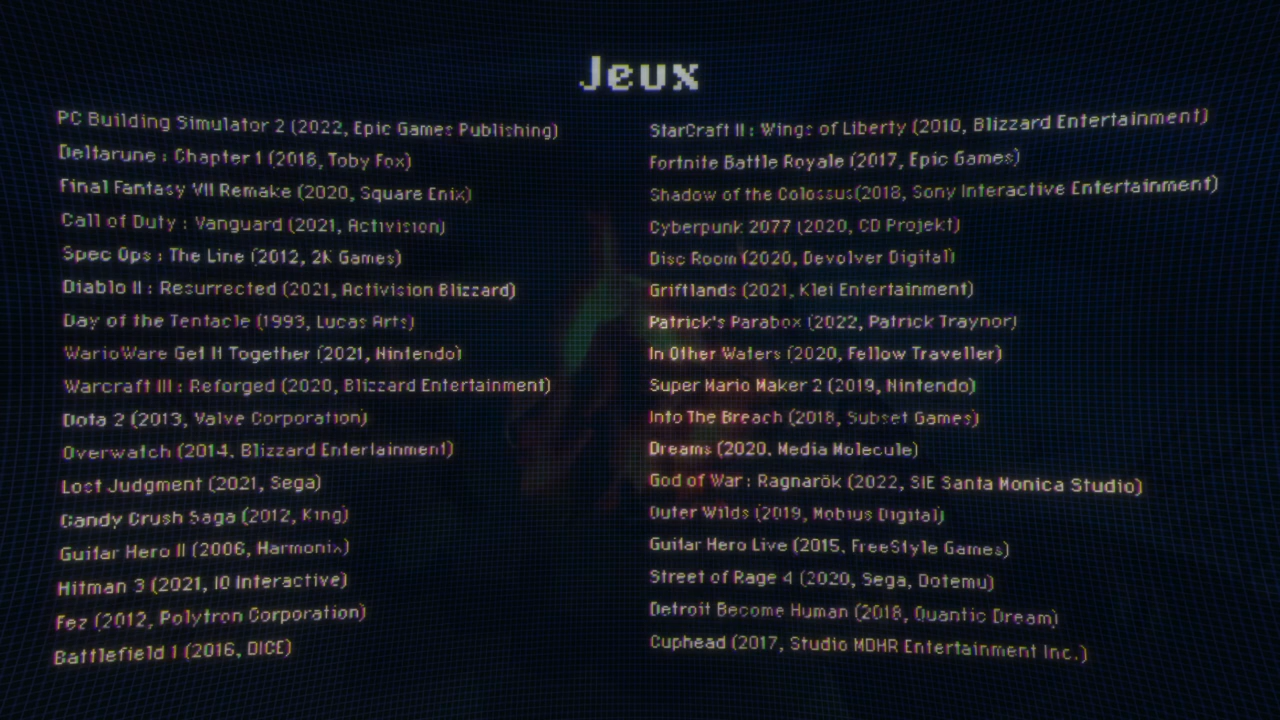 Jeux
PC Building Simulator 2 (2022, Epic Games Publishing)
Deltarune : Chapter 1 (2018, Toby Fox)
Final Fantasy VII Remake (2020, Square Enix)
Call of Duty : Vanguard (2021, Activision)
Spec Ops : The Line (2012, 2K Games)
Diablo II : Resurrected (2021, Activision Blizzard)
Day of the Tentacle (1993, Lucas Arts)
WarioWare Get It Together (2021, Nintendo)
Warcraft III : Reforged (2020, Blizzard Entertainment)
Dota 2 (2013, Valve Corporation)
Overwatch (2014, Blizzard Entertainment)
Lost Judgment (2021, Sega)
Candy Crush Saga (2012, King)
Guitar Hero II (2006, Harmonix)
Hitman 3 (2021, IO Interactive)
Fez (2012, Polytron Corporation)
Battlefield 1 (2016, DICE)
StarCraft II : Wings of Liberty (2010, Blizzard Entertainment)
Fortnite Battle Royale (2017, Epic Games)
Shadow of the Colossus(2018, Sony Interactive Entertainment)
Cyberpunk 2077 (2020, CD Projekt)
Disc Room (2020, Devolver Digital)
Griftlands (2021, Klei Entertainment)
Patrick's Parabox (2022, Patrick Traynor)
In Other Waters (2020, Fellow Traveller)
Super Mario Maker 2 (2019, Nintendo)
Into The Breach (2018, Subset Games)
Dreams (2020, Media Molecule)
God of War : Ragnarök (2022, SIE Santa Monica Studio)
Outer Wilds (2019, Mobius Digital)
Guitar Hero Live (2015, FreeStyle Games)
Street of Rage 4 (2020, Sega, Dotemu)
Detroit Become Human (2018, Quantic Dream)
Cuphead (2017, Studio MDHR Entertainment Inc.)